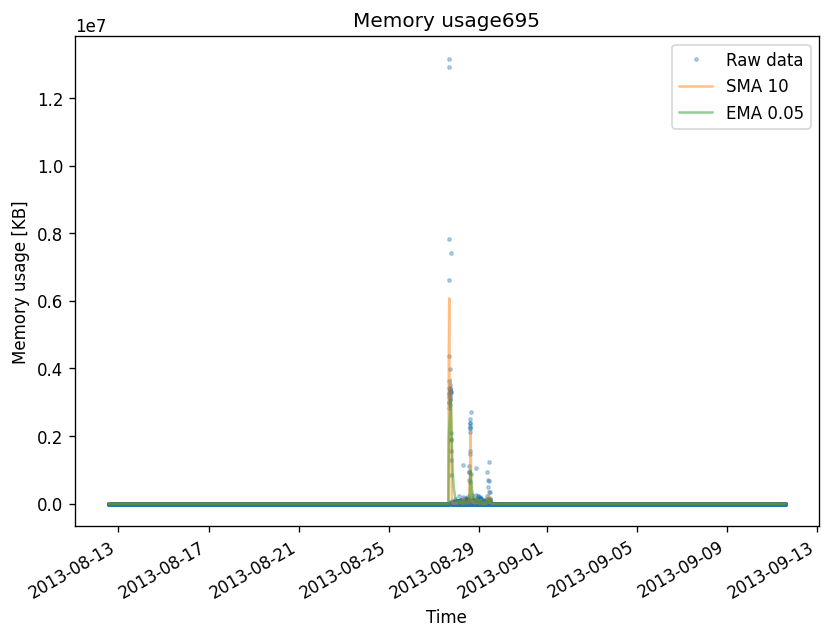 Memory usage695
1e7
Raw data
SMA 10
EMA 0.05
1.2
1.0
0.8
0.6
0.4
0.2
0.0
Memory usage [KB]
2013-08-13
2013-08-17
2013-08-21
2013-08-25
2013-08-29
2013-09-01
2013-09-05
2013-09-09
2013-09-13
Time